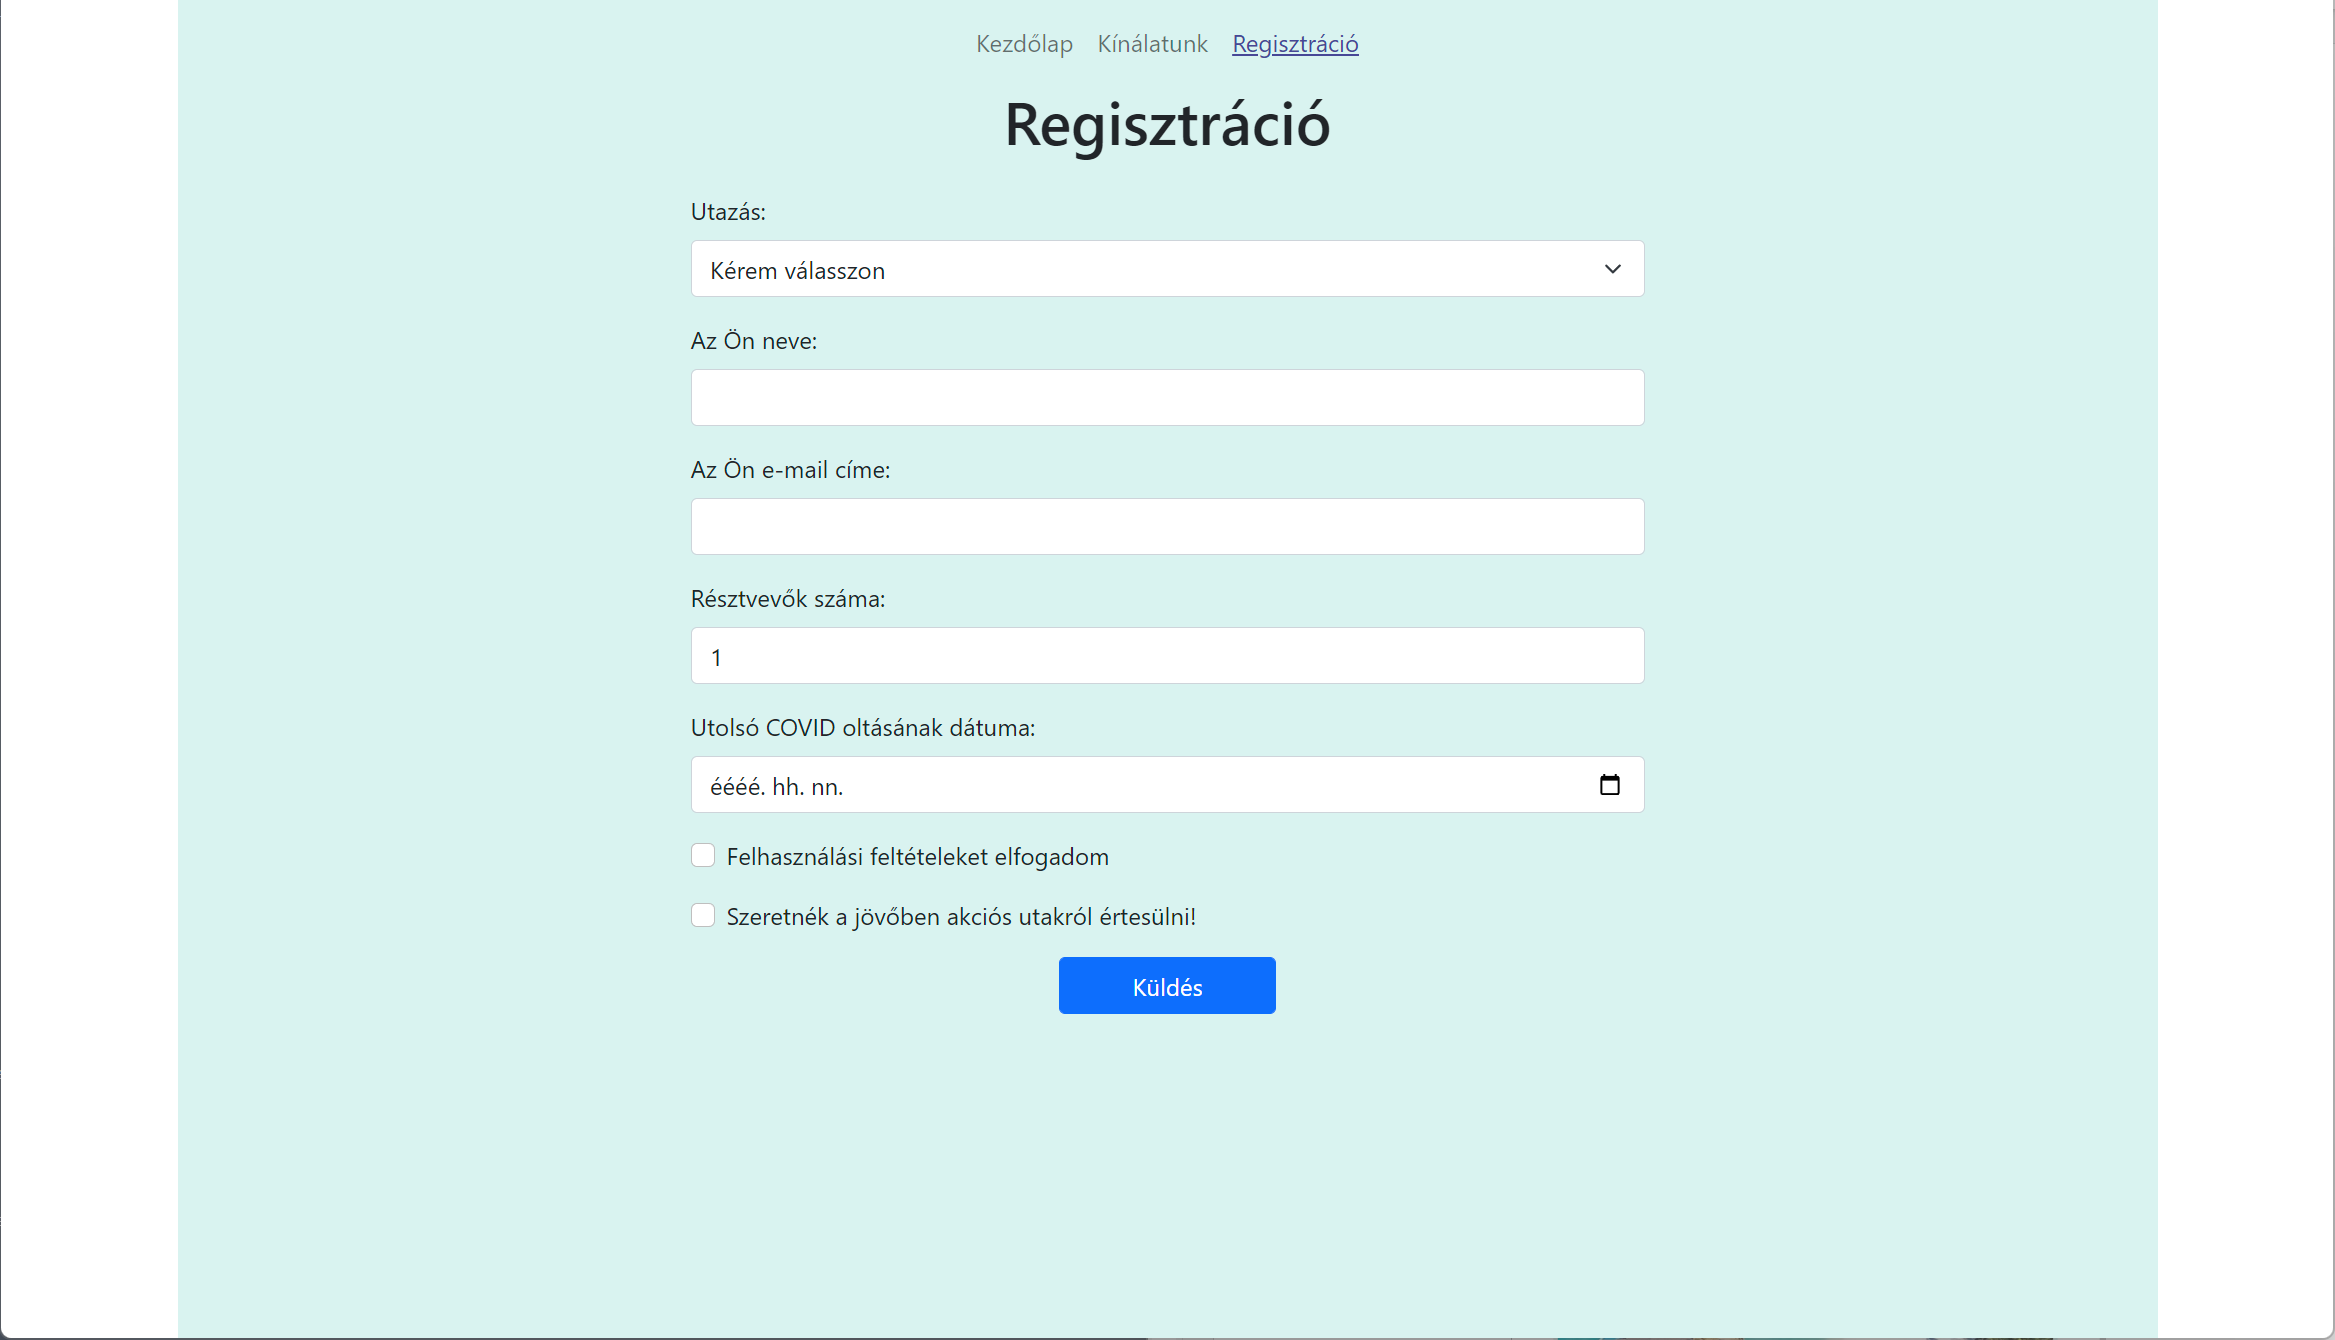 Kezdőlap Kínálatunk Regisztráció
Regisztráció
Utazás:
Kérem válasszon
Az Ön neve:
Az Ön e-mail címe:
Résztvevők száma:
1
Utolsó COVID oltásának dátuma:
éééé. hh. nn.
Felhasználási feltételeket elfogadom
Szeretnék a jövőben akciós utakról értesülni!
Küldés